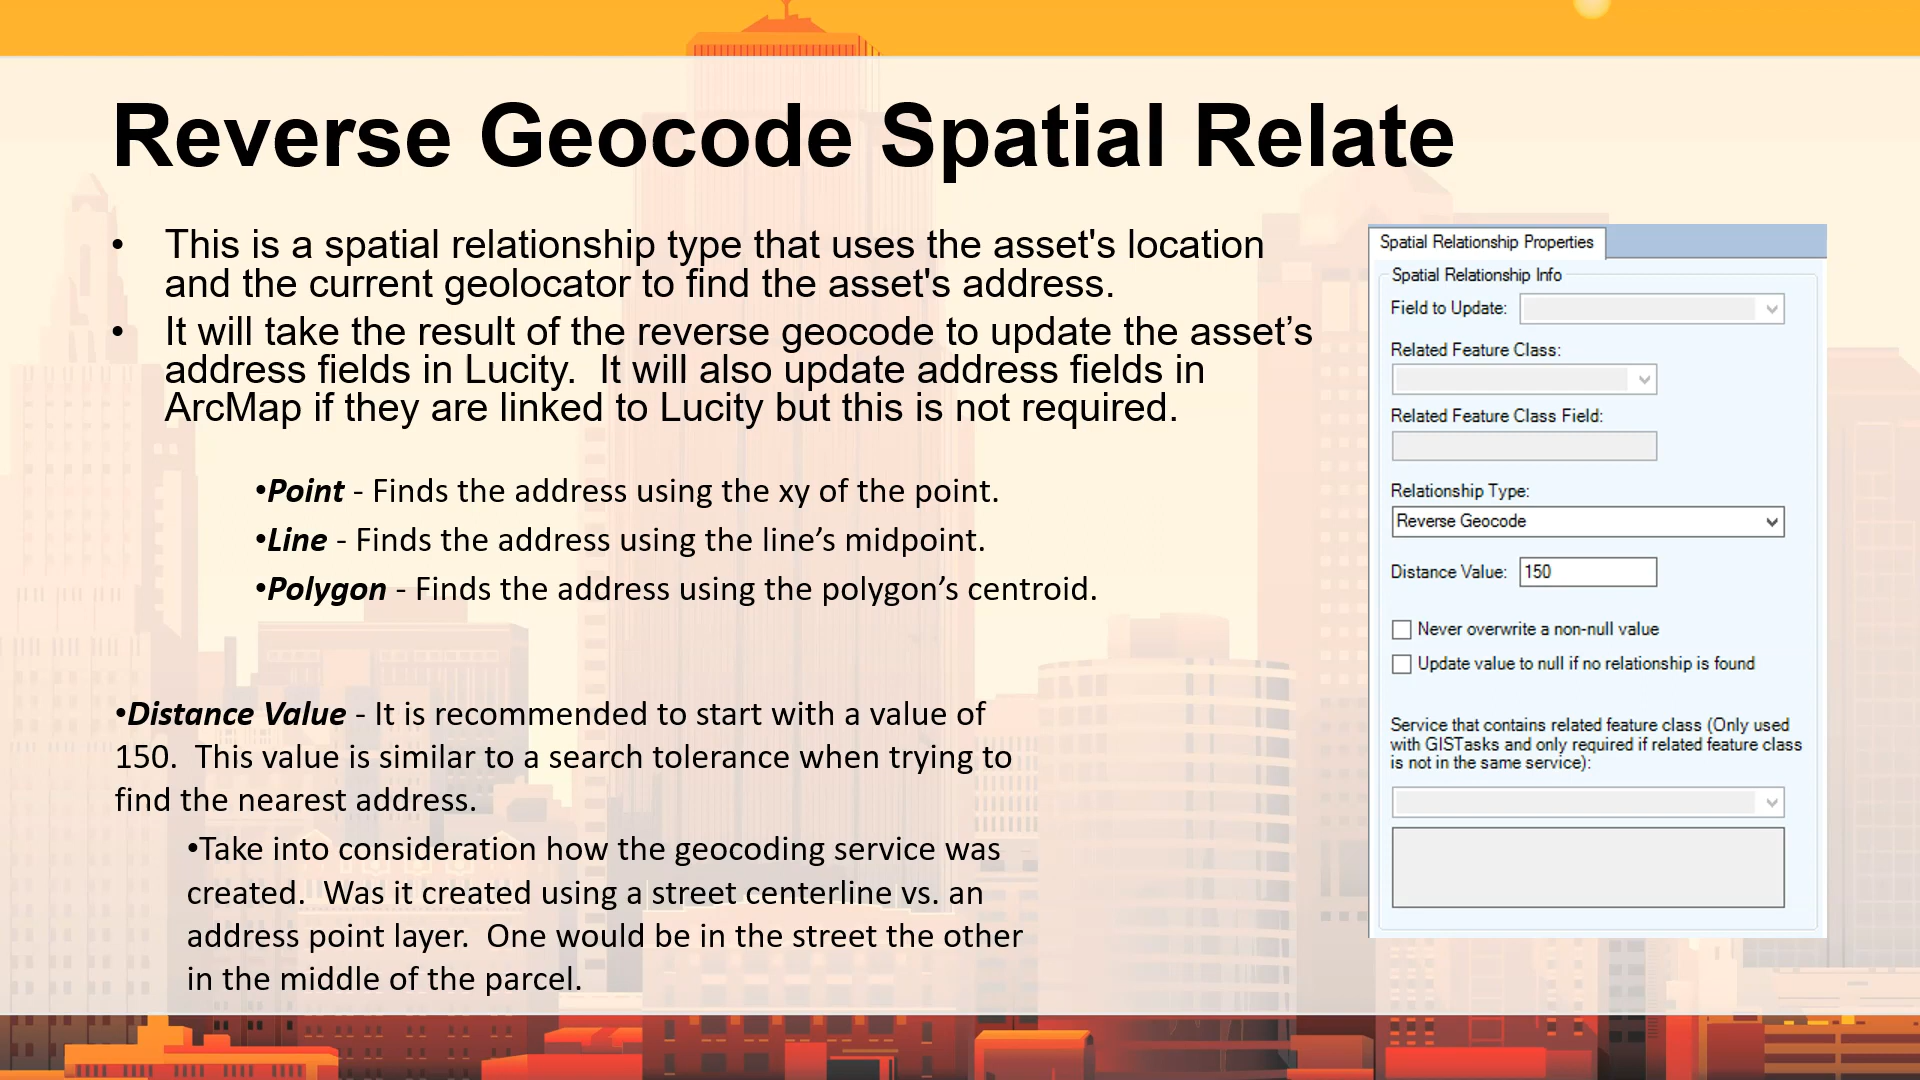 Reverse Geocode Spatial Relate
• This is a spatial relationship type that uses the asset's location
and the current geolocator to find the asset's address.
• It will take the result of the reverse geocode to update the asset’s
address fields in Lucity.  It will also update address fields in
ArcMap if they are linked to Lucity but this is not required.
•Point - Finds the address using the xy of the point.
•Line - Finds the address using the line’s midpoint.
•Polygon - Finds the address using the polygon’s centroid.
•Distance Value - It is recommended to start with a value of
150.  This value is similar to a search tolerance when trying to
find the nearest address.
•Take into consideration how the geocoding service was
created.  Was it created using a street centerline vs. an
address point layer.  One would be in the street the other
in the middle of the parcel.
Spatial Relationship Properties
Spatial Relationship Info
Field to Update:
Related Feature Class:
Related Feature Class Field:
Relationship Type:
Reverse Geocode
Distance Value: 150
Never overwrite a non-null value
Update value to null if no relationship is found
Service that contains related feature class (Only used
with GISTasks and only required if related feature class
is not in the same service):